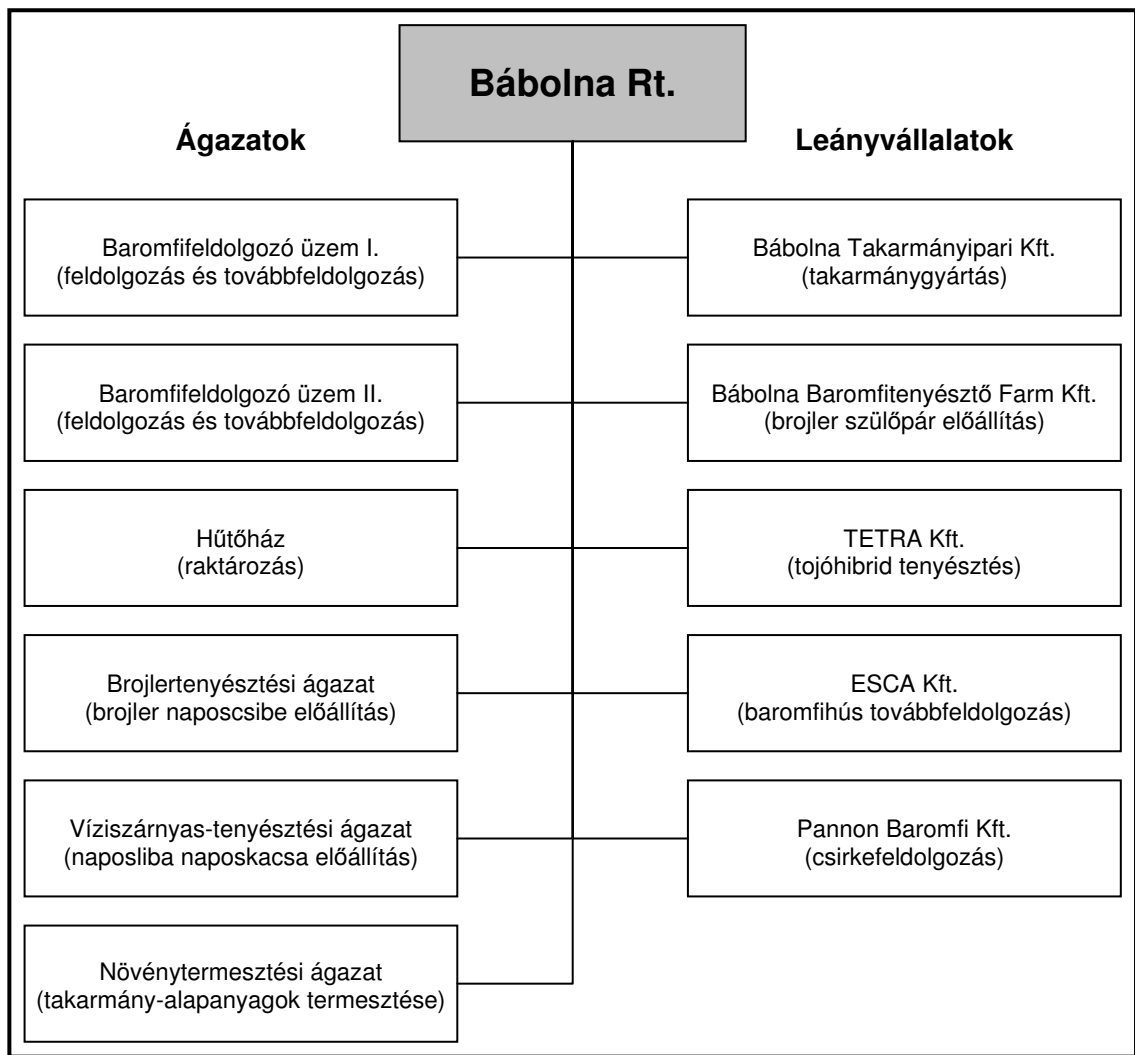 Bábolna Rt.
Ágazatok
Leányvállalatok
Baromfifeldolgozó üzem I.
(feldolgozás és továbbfeldolgozás)
Bábolna Takarmányipari Kft.
(takarmánygyártás)
Baromfifeldolgozó üzem II.
(feldolgozás és továbbfeldolgozás)
Bábolna Baromfitenyésztő Farm Kft.
(brojler szülőpár előállítás)
Hűtőház
(raktározás)
TETRA Kft.
(tojóhibrid tenyésztés)
Brojlertenyésztési ágazat
(brojler naposcsibe előállítás)
ESCA Kft.
(baromfihús továbbfeldolgozás)
Víziszárnyas-tenyésztési ágazat
(naposliba naposkacsa előállítás)
Pannon Baromfi Kft.
(csirkefeldolgozás)
Növénytermesztési ágazat
(takarmány-alapanyagok termesztése)